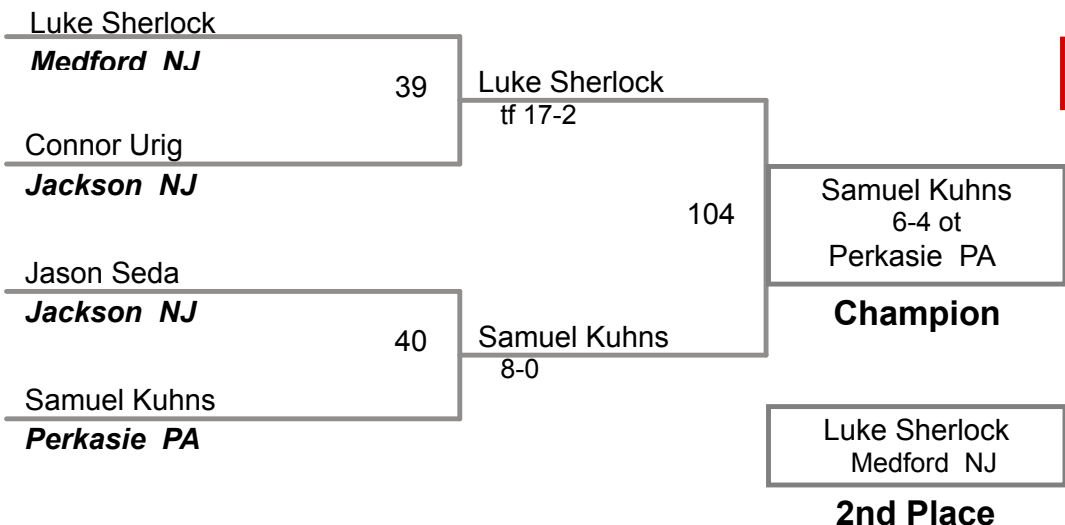 Luke Sherlock
Medford NJ
39
Luke Sherlock
tf 17-2
Connor Urig
Jackson NJ
104
Samuel Kuhns
6-4 ot
Perkasie PA
Champion
Jason Seda
Jackson NJ
40
Samuel Kuhns
8-0
Samuel Kuhns
Perkasie PA
Luke Sherlock
Medford NJ
2nd Place